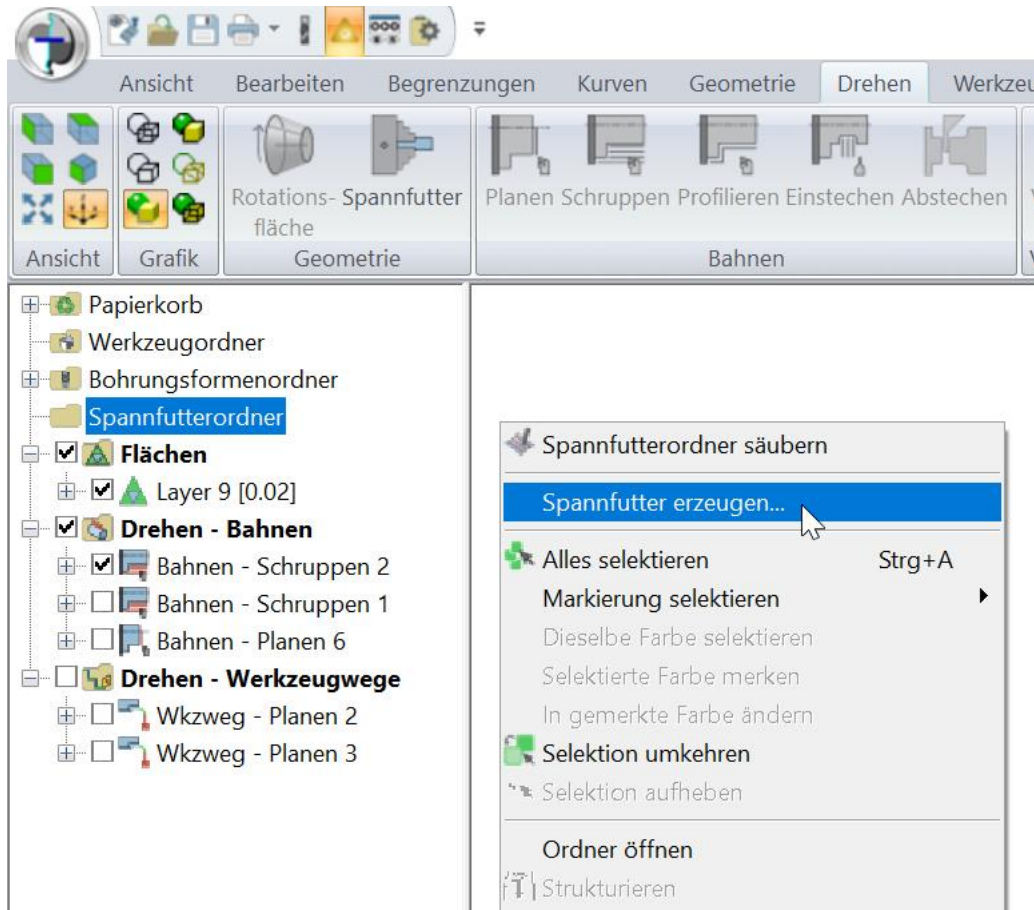 Ansicht Bearbeiten Begrenzungen Kurven Geometrie Drehen Werkzeu
Rotations- Spannfutter Planen Schruppen Profilieren Einstechen Abstechen
fläche
Ansicht Grafik Geometrie Bahnen
Papierkorb
Werkzeugordner
Bohrungsformenordner
Spannfutterordner
Flächen
Layer 9 [0.02]
Drehen - Bahnen
Bahnen - Schruppen 2
Bahnen - Schruppen 1
Bahnen - Planen 6
Drehen - Werkzeugwege
Wkzweg - Planen 2
Wkzweg - Planen 3
Spannfutterordner säubern
Spannfutter erzeugen...
Alles selektieren Strg+A
Markierung selektieren
Dieselbe Farbe selektieren
Selektierte Farbe merken
In gemerkte Farbe ändern
Selektion umkehren
Selektion aufheben
Ordner öffnen
Strukturieren